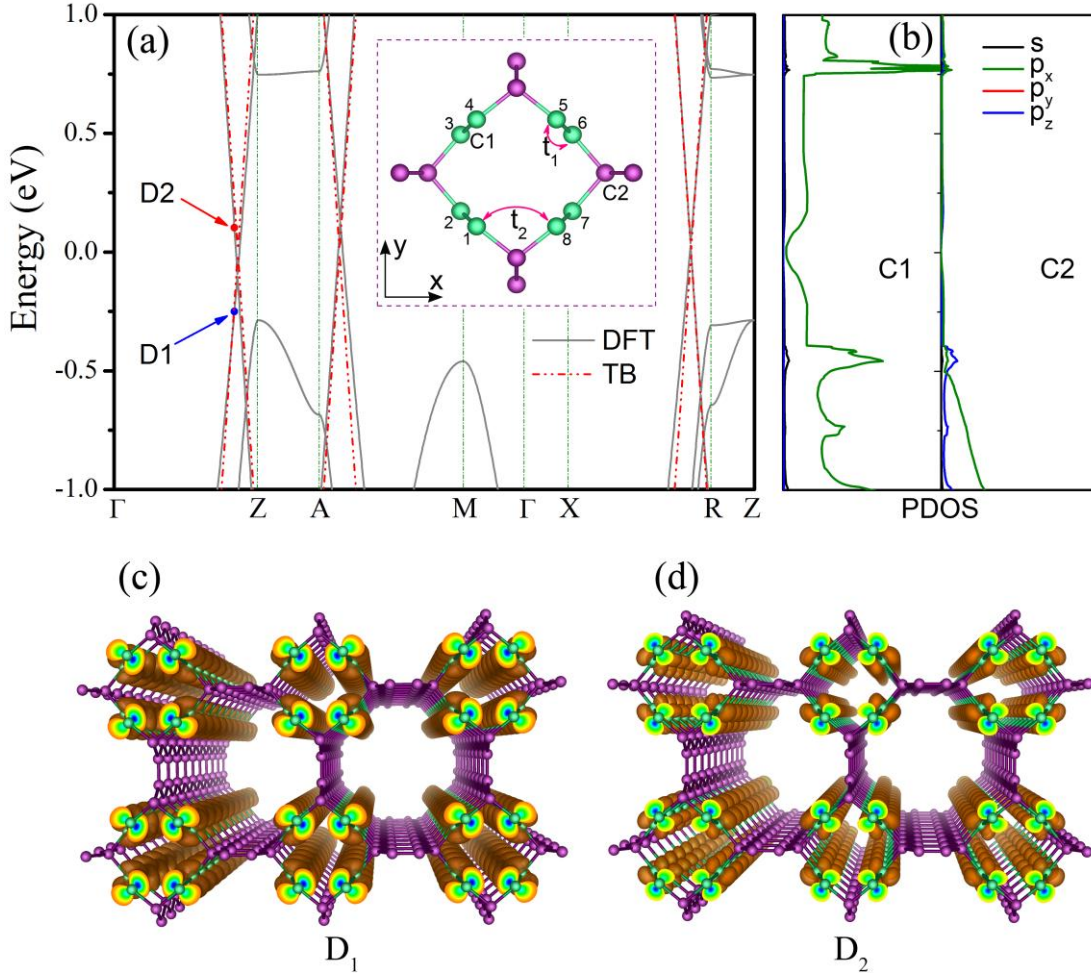 (a)
(b)
1.0
0.5
0.0
-0.5
-1.0
Energy (eV)
D2
D1
4
3
C1
5
6
t1
C2
2
1
t2
7
8
y
x
DFT
TB
Γ Z A M Γ X R Z
s
px
py
pz
C1
C2
PDOS
(c)
(d)
D1
D2